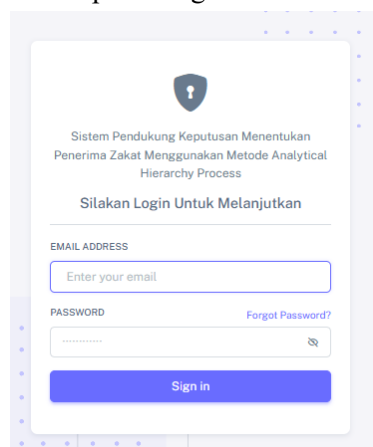 Sistem Pendukung Keputusan Menentukan
Penerima Zakat Menggunakan Metode Analytical
Hierarchy Process
Silakan Login Untuk Melanjutkan
EMAIL ADDRESS
Enter your email
PASSWORD Forgot Password?
............
Sign in